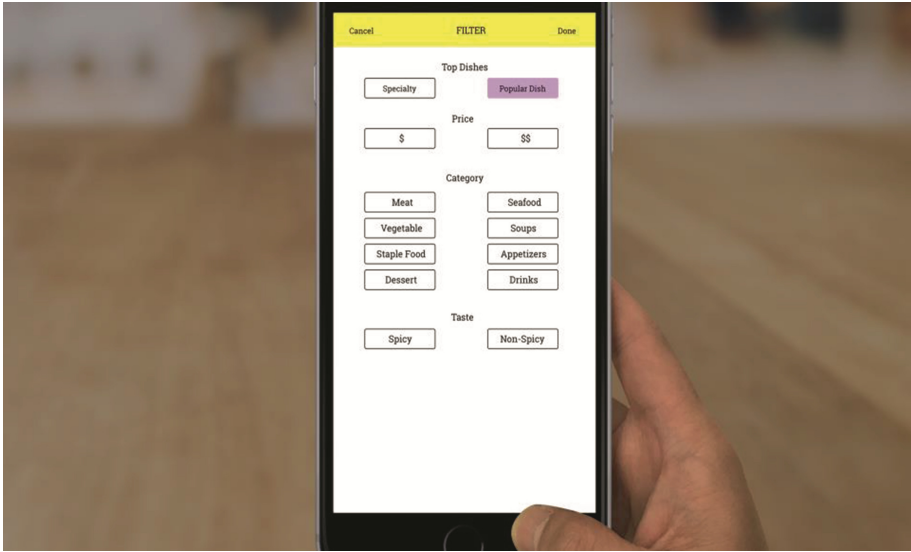 Cancel FILTER Done
Top Dishes
Specialty Popular Dish
Price
$ $$
Category
Meat Seafood
Vegetable Soups
Staple Food Appetizers
Dessert Drinks
Taste
Spicy Non-Spicy